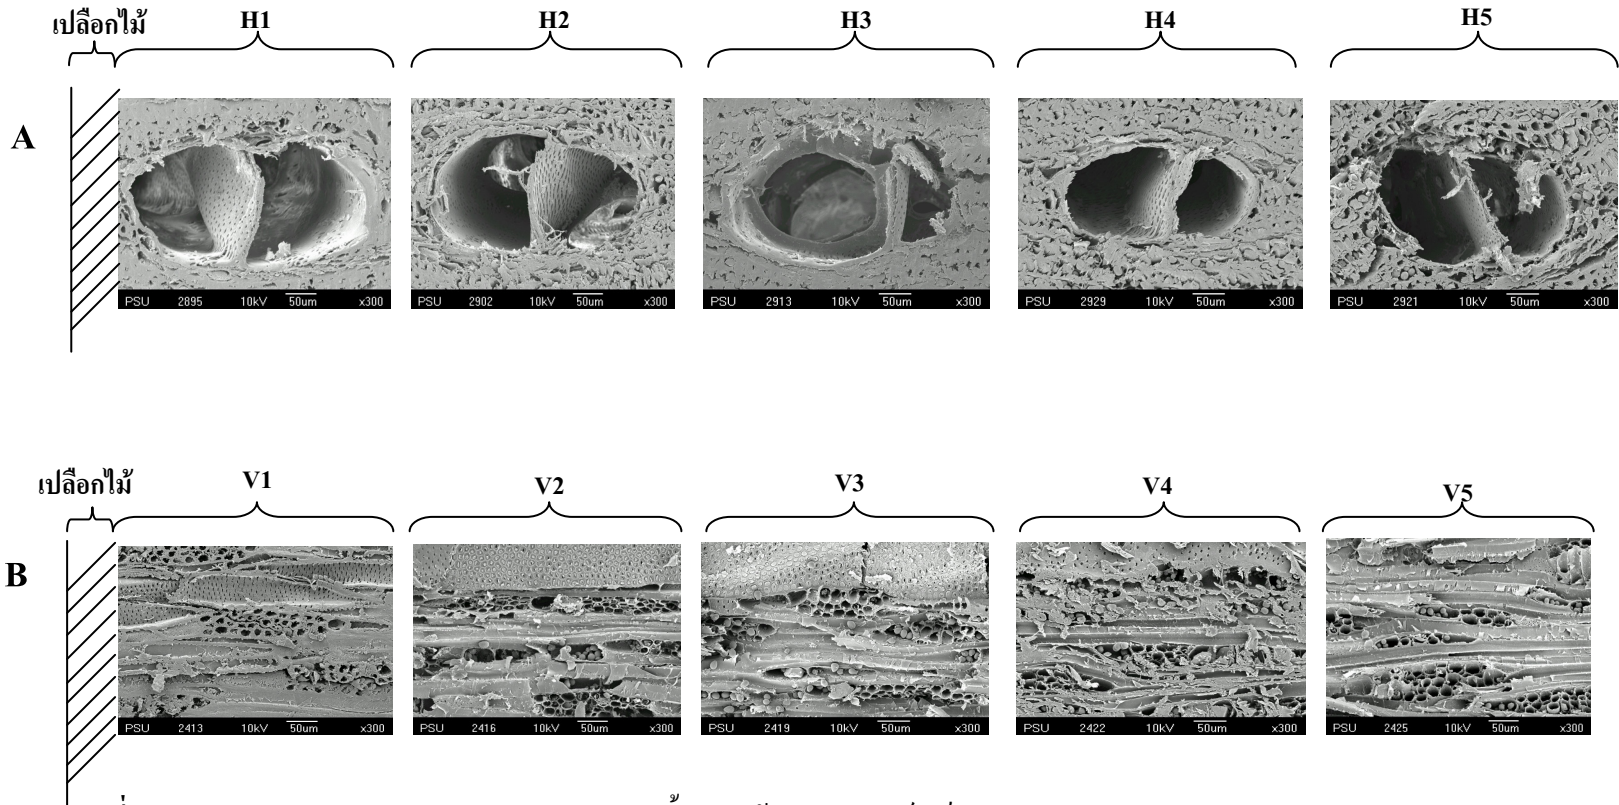 เปลือกไม้ H1 H2 H3 H4 H5
A
PSU 2895 10kV 50um x300
PSU 2902 10kV 50um x300
PSU 2913 10kV 50um x300
PSU 2929 10kV 50um x300
PSU 2921 10kV 50um x300
เปลือกไม้ V1 V2 V3 V4 V5
B
PSU 2413 10kV 50um x300
PSU 2416 10kV 50um x300
PSU 2419 10kV 50um x300
PSU 2422 10kV 50um x300
PSU 2425 10kV 50um x300